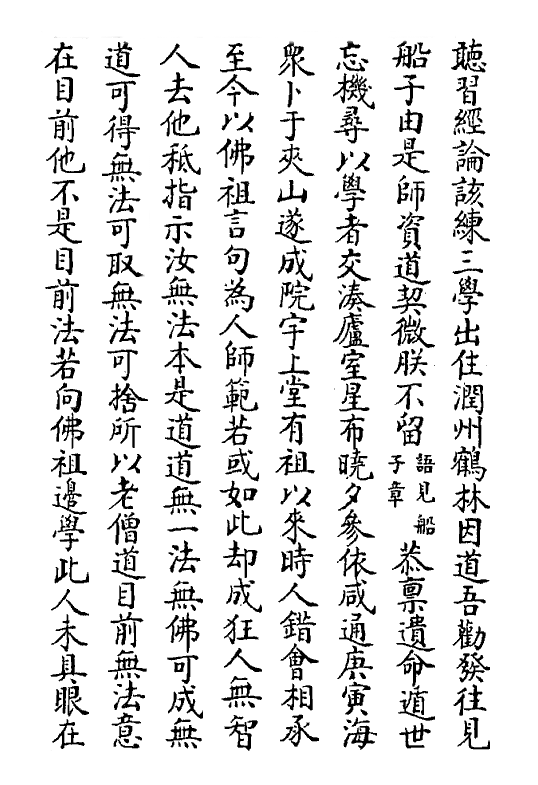 聽習經論該練三學出住潤州鶴林因道吾勸發往見
船子由是師資道契微朕不留語見船子章恭稟遺命遁世
忘機尋以學者交湊廬室星布曉夕參依咸通庚寅海
衆卜于夾山遂成院宇上堂有祖以來時人錯會相承
至今以佛祖言句為人師範若或如此却成狂人無智
人去他秪指示汝無法本是道道無一法無佛可成無
道可得無法可取無法可捨所以老僧道目前無法意
在目前他不是目前法若向佛祖邊學此人未具眼在